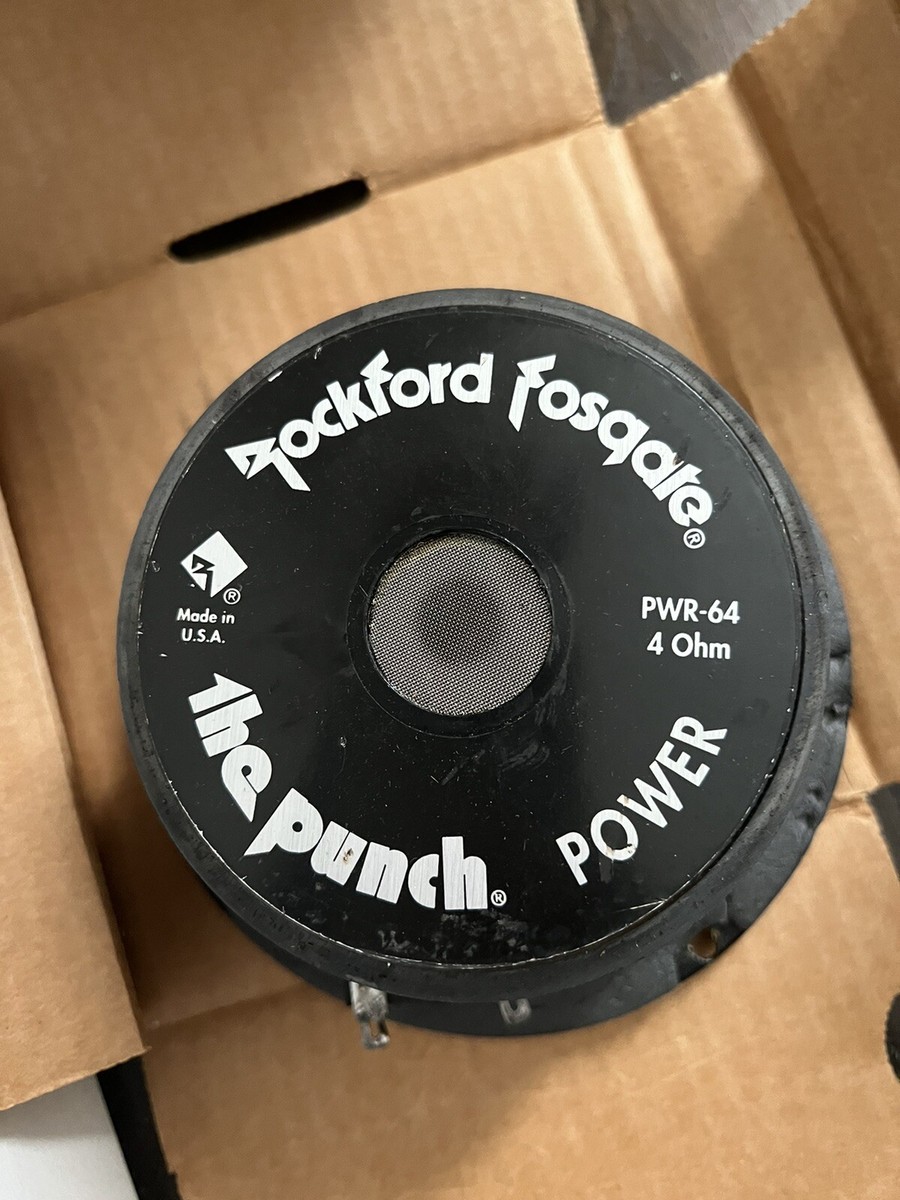 Rockford Fosgate®
®
Made in
U.S.A.
PWR-64
4 Ohm
the punch®
POWER